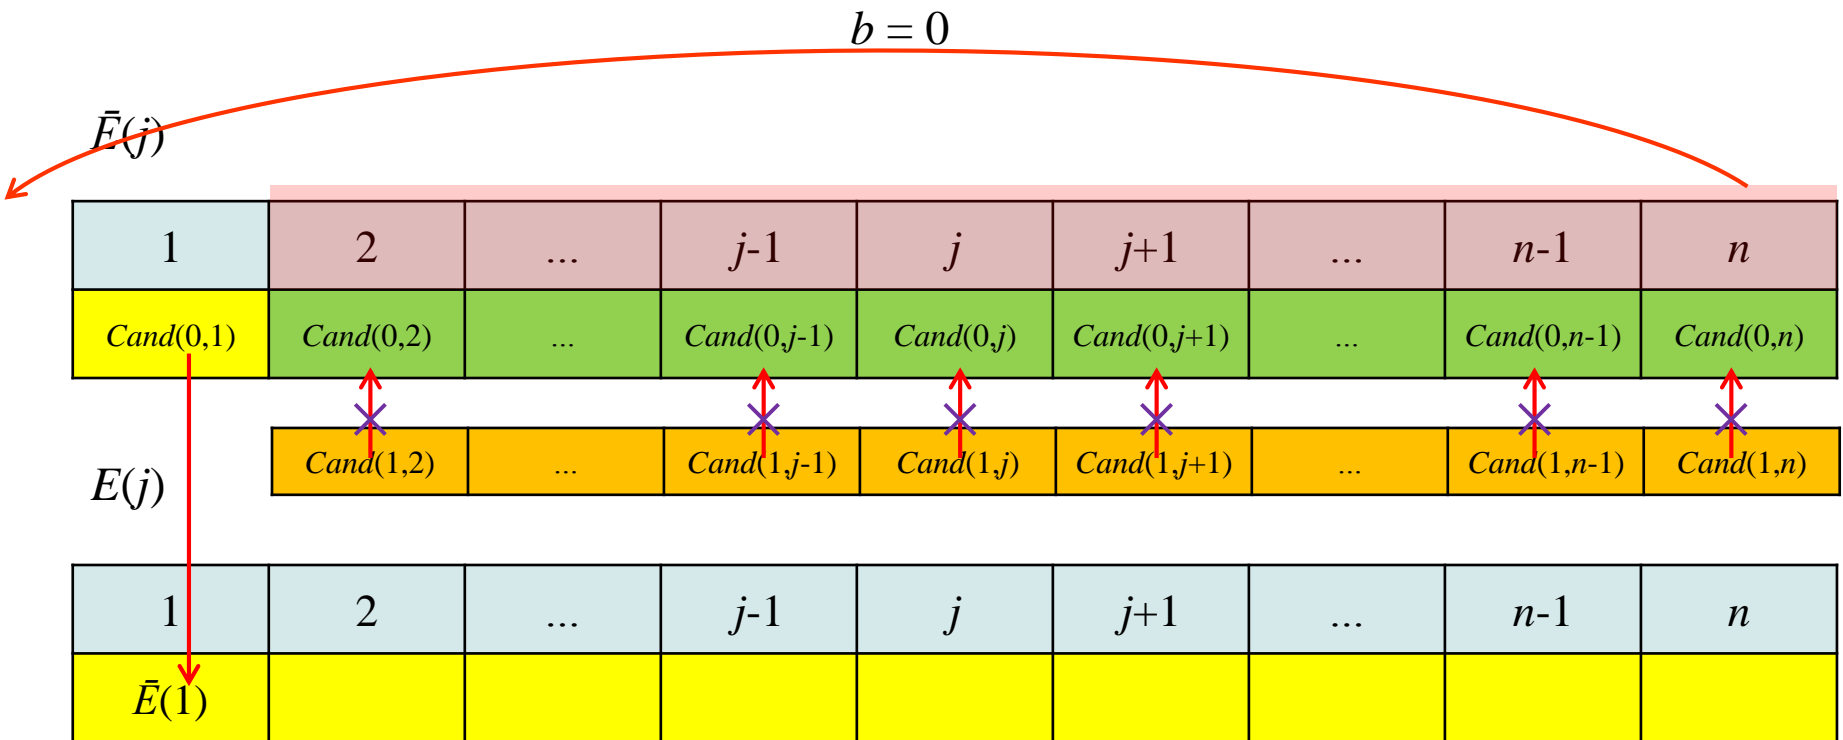 b = 0
Ē(j)
1 2 ... j-1 j j+1 ... n-1 n
Cand(0,1) Cand(0,2) ... Cand(0,j-1) Cand(0,j) Cand(0,j+1) ... Cand(0,n-1) Cand(0,n)
Cand(1,2) ... Cand(1,j-1) Cand(1,j) Cand(1,j+1) ... Cand(1,n-1) Cand(1,n)
E(j)
1 2 ... j-1 j j+1 ... n-1 n
Ē(1)